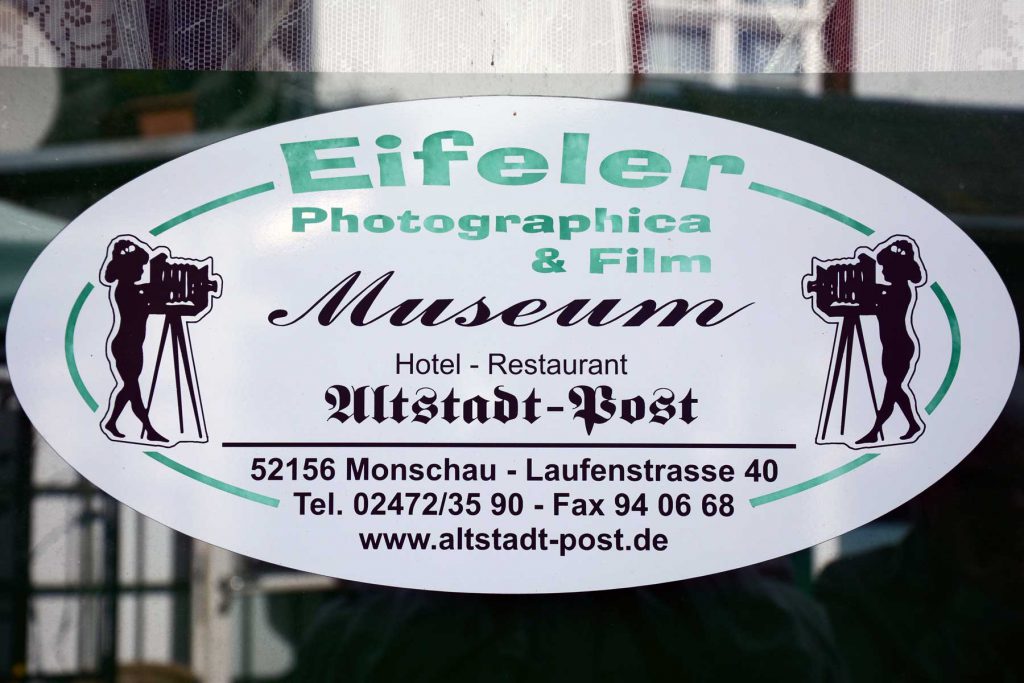 Eifeler
Photographica
& Film
Museum
Hotel - Restaurant
Altstadt-Post
52156 Monschau - Laufenstrasse 40
Tel. 02472/35 90 - Fax 94 06 68
www.altstadt-post.de